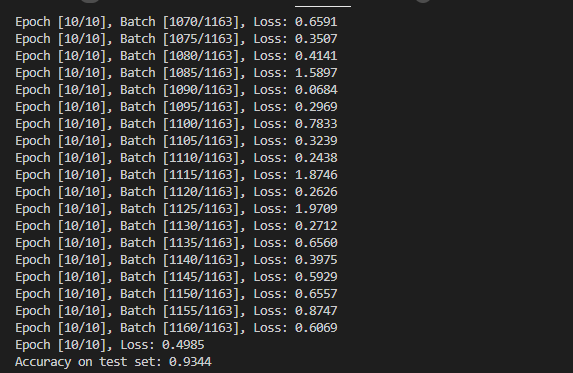 Epoch [10/10], Batch [1070/1163], Loss: 0.6591
Epoch [10/10], Batch [1075/1163], Loss: 0.3507
Epoch [10/10], Batch [1080/1163], Loss: 0.4141
Epoch [10/10], Batch [1085/1163], Loss: 1.5897
Epoch [10/10], Batch [1090/1163], Loss: 0.0684
Epoch [10/10], Batch [1095/1163], Loss: 0.2969
Epoch [10/10], Batch [1100/1163], Loss: 0.7833
Epoch [10/10], Batch [1105/1163], Loss: 0.3239
Epoch [10/10], Batch [1110/1163], Loss: 0.2438
Epoch [10/10], Batch [1115/1163], Loss: 1.8746
Epoch [10/10], Batch [1120/1163], Loss: 0.2626
Epoch [10/10], Batch [1125/1163], Loss: 1.9709
Epoch [10/10], Batch [1130/1163], Loss: 0.2712
Epoch [10/10], Batch [1135/1163], Loss: 0.6560
Epoch [10/10], Batch [1140/1163], Loss: 0.3975
Epoch [10/10], Batch [1145/1163], Loss: 0.5929
Epoch [10/10], Batch [1150/1163], Loss: 0.6557
Epoch [10/10], Batch [1155/1163], Loss: 0.8747
Epoch [10/10], Batch [1160/1163], Loss: 0.6069
Epoch [10/10], Loss: 0.4985
Accuracy on test set: 0.9344